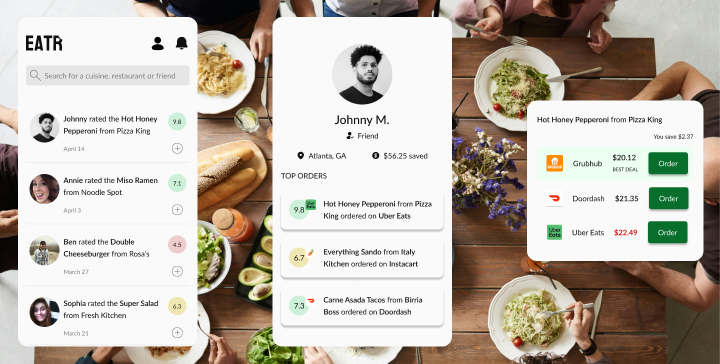 EATR
Search for a cuisine, restaurant or friend
Johnny rated the Hot Honey
Pepperoni from Pizza King
9.8
April 14
Annie rated the Miso Ramen
from Noodle Spot
7.1
April 3
Ben rated the Double
Cheeseburger from Rosa's
4.5
March 27
Sophia rated the Super Salad
from Fresh Kitchen
6.3
March 21
Johnny M.
Friend
Atlanta, GA
$56.25 saved
TOP ORDERS
9.8
Uber
Eats
Hot Honey Pepperoni from Pizza
King ordered on Uber Eats
6.7
Everything Sando from Italy
Kitchen ordered on Instacart
7.3
Carne Asada Tacos from Birria
Boss ordered on Doordash
Hot Honey Pepperoni from Pizza King
You save $2.37
Grubhub
$20.12
BEST DEAL
Order
Doordash
$21.35
Order
Uber
Eats
Uber Eats
$22.49
Order